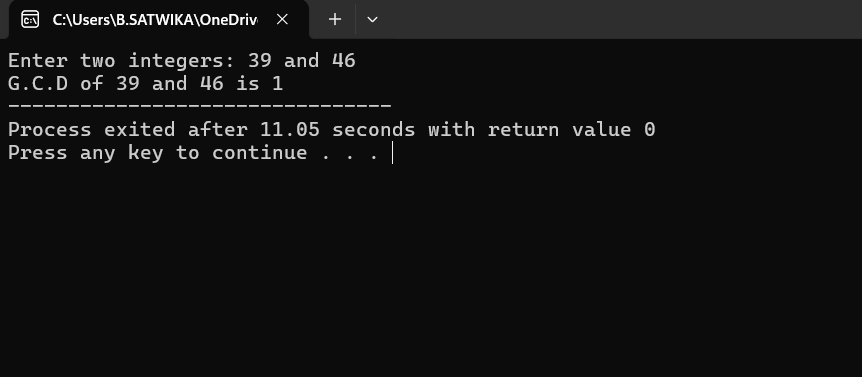 C:\Users\B.SATWIKA\OneDriv
Enter two integers: 39 and 46
G.C.D of 39 and 46 is 1
--------------------------------
Process exited after 11.05 seconds with return value 0
Press any key to continue . . .